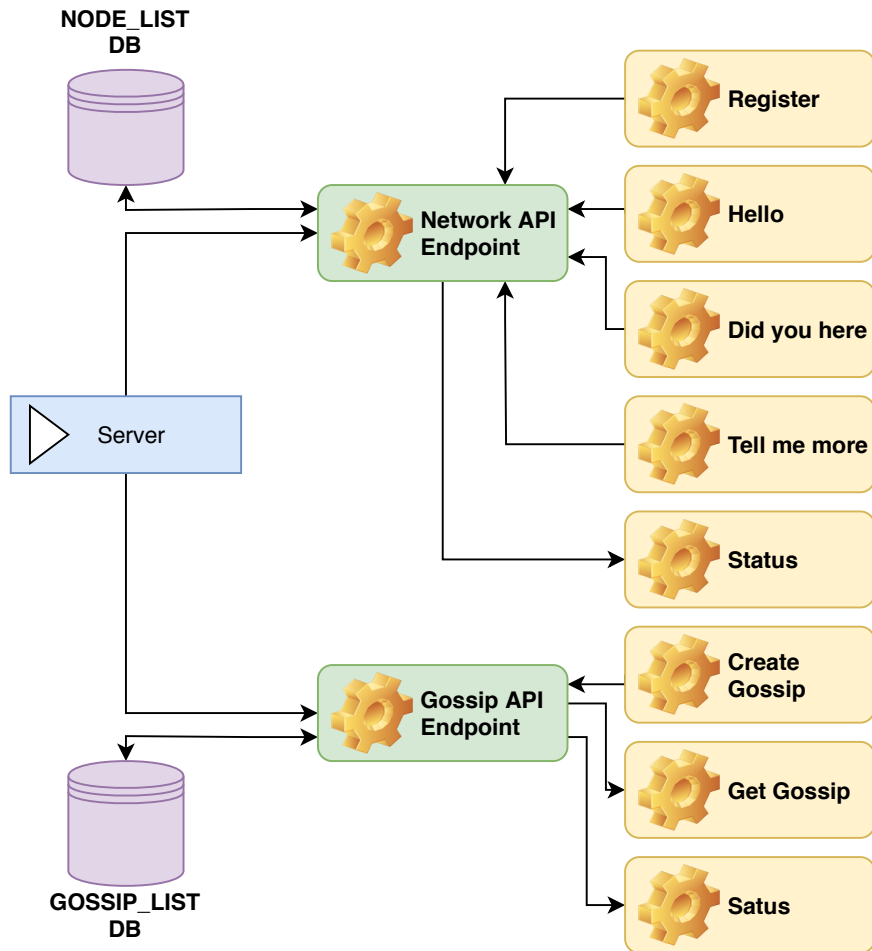 NODE_LIST
DB
Register
Hello
Network API
Endpoint
Did you here
Server
Tell me more
Status
Create
Gossip
Gossip API
Endpoint
Get Gossip
GOSSIP_LIST
DB
Satus